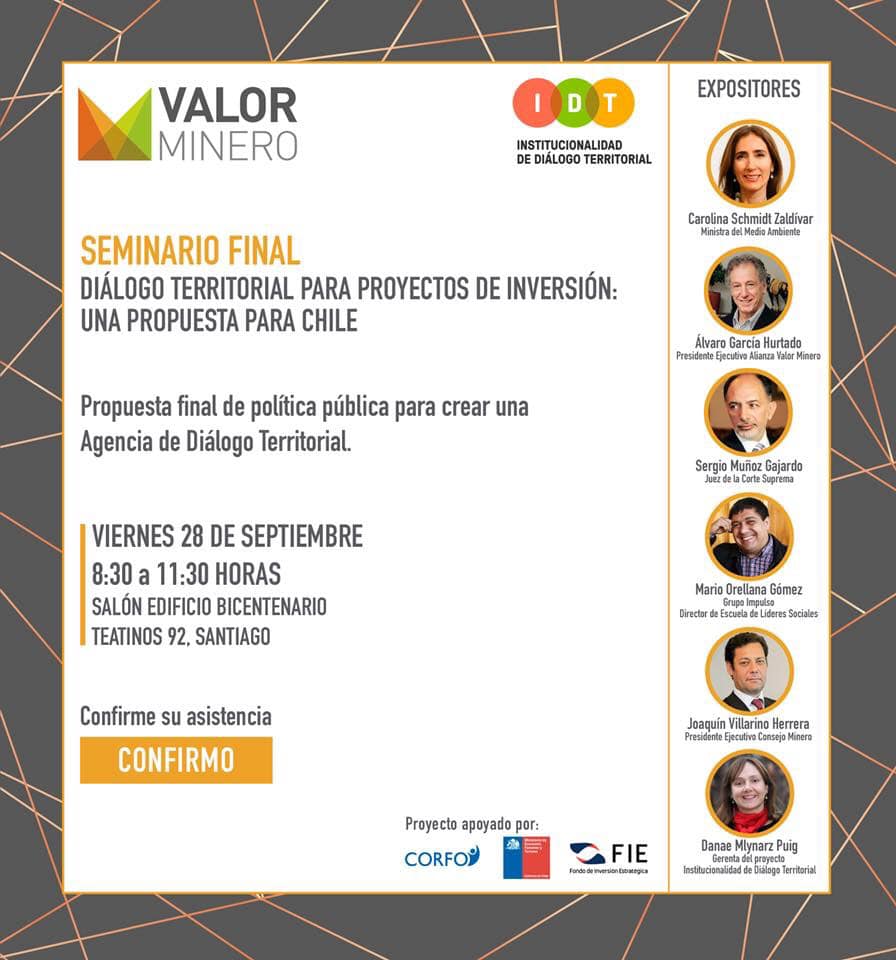 VALOR
MINERO
I D T
INSTITUCIONALIDAD
DE DIÁLOGO TERRITORIAL
SEMINARIO FINAL
DIÁLOGO TERRITORIAL PARA PROYECTOS DE INVERSIÓN:
UNA PROPUESTA PARA CHILE
Propuesta final de política pública para crear una
Agencia de Diálogo Territorial.
VIERNES 28 DE SEPTIEMBRE
8:30 a 11:30 HORAS
SALÓN EDIFICIO BICENTENARIO
TEATINOS 92, SANTIAGO
Confirme su asistencia
CONFIRMO
Proyecto apoyado por:
CORFO
FIE
Fondo de Inversión Estratégica
EXPOSITORES
Carolina Schmidt Zaldívar
Ministra del Medio Ambiente
Álvaro García Hurtado
Presidente Ejecutivo Alianza Valor Minero
Sergio Muñoz Gajardo
Juez de la Corte Suprema
Mario Orellana Gómez
Grupo Impulso
Director de Escuela de Líderes Sociales
Joaquín Villarino Herrera
Presidente Ejecutivo Consejo Minero
Danae Mlynarz Puig
Gerenta del proyecto
Institucionalidad de Diálogo Territorial